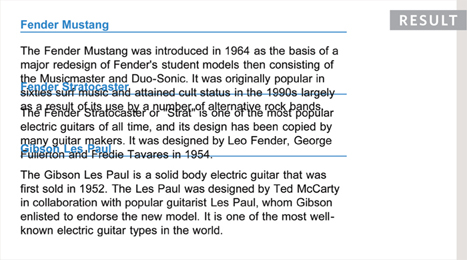 Fender Mustang
RESULT
The Fender Mustang was introduced in 1964 as the basis of a
major redesign of Fender's student models then consisting of
the Musicmaster and Duo-Sonic. It was originally popular in
Fender Stratocaster
sixties surf music and attained cult status in the 1990s largely
as a result of its use by a number of alternative rock bands.
The Fender Stratocaster or "Strat" is one of the most popular
electric guitars of all time, and its design has been copied by
many guitar makers. It was designed by Leo Fender, George
Gibson Les Paul
Fullerton and Fredie Tavares in 1954.
The Gibson Les Paul is a solid body electric guitar that was
first sold in 1952. The Les Paul was designed by Ted McCarty
in collaboration with popular guitarist Les Paul, whom Gibson
enlisted to endorse the new model. It is one of the most well-
known electric guitar types in the world.